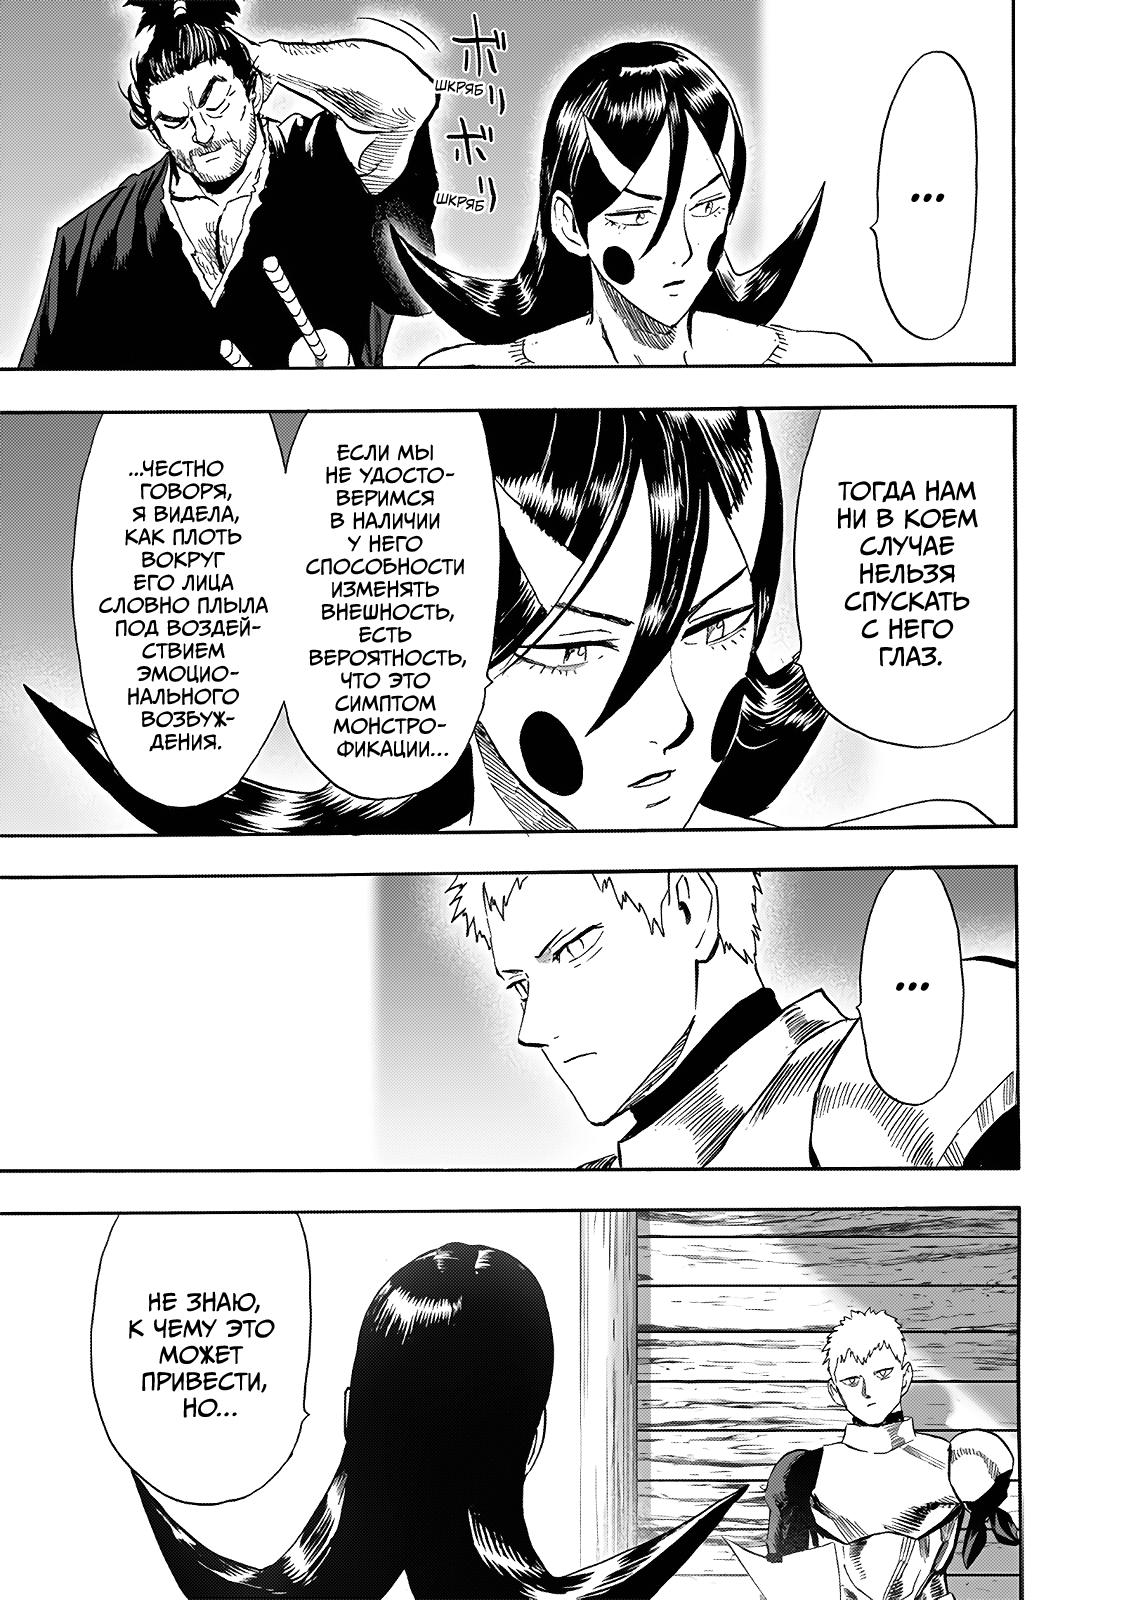 ...
ボリ
ШКРЯБ
ボリ
ШКРЯБ
ТОГДА НАМ
НИ В КОЕМ
СЛУЧАЕ
НЕЛЬЗЯ
СПУСКАТЬ
С НЕГО
ГЛАЗ.
ЕСЛИ МЫ
НЕ УДОСТО-
ВЕРИМСЯ
В НАЛИЧИИ
У НЕГО
СПОСОБНОСТИ
ИЗМЕНЯТЬ
ВНЕШНОСТЬ,
ЕСТЬ
ВЕРОЯТНОСТЬ,
ЧТО ЭТО
СИМПТОМ
МОНСТРО-
ФИКАЦИИ...
...ЧЕСТНО
ГОВОРЯ,
Я ВИДЕЛА,
КАК ПЛОТЬ
ВОКРУГ
ЕГО ЛИЦА
СЛОВНО ПЛЫЛА
ПОД ВОЗДЕЙ-
СТВИЕМ
ЭМОЦИО-
НАЛЬНОГО
ВОЗБУЖ-
ДЕНИЯ.
...
НЕ ЗНАЮ,
К ЧЕМУ ЭТО
МОЖЕТ
ПРИВЕСТИ,
НО...